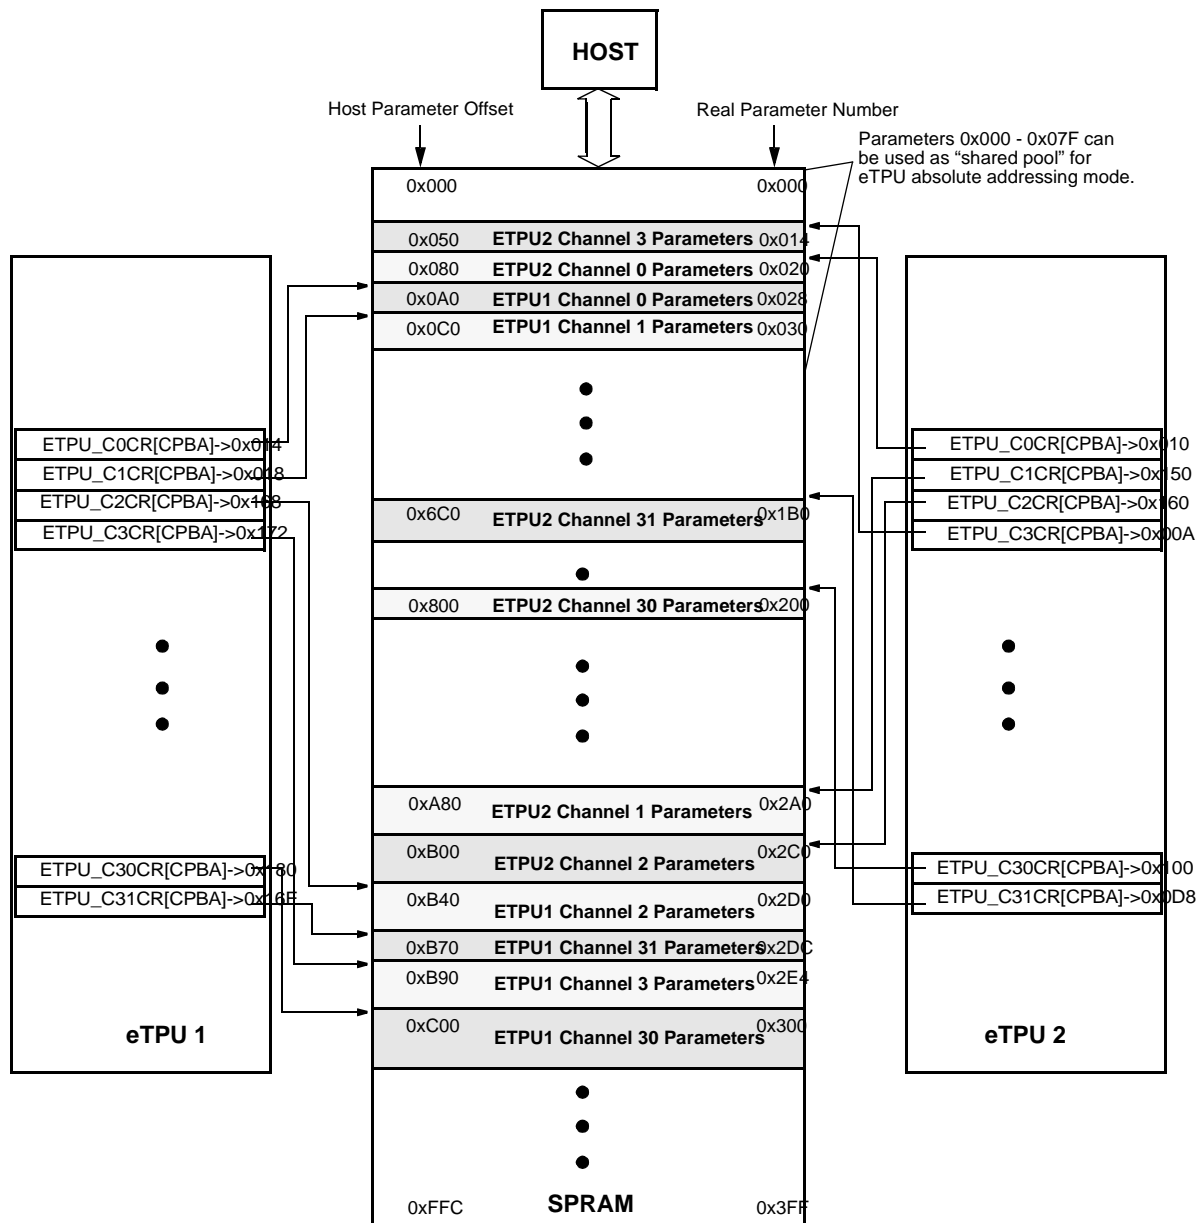 HOST
Host Parameter Offset
Real Parameter Number
Parameters 0x000 - 0x07F can
be used as “shared pool” for
eTPU absolute addressing mode.
0x000 0x000
0x050 ETPU2 Channel 3 Parameters 0x014
0x080 ETPU2 Channel 0 Parameters 0x020
0x0A0 ETPU1 Channel 0 Parameters 0x028
0x0C0 ETPU1 Channel 1 Parameters 0x030
ETPU_C0CR[CPBA]->0x014
ETPU_C1CR[CPBA]->0x018
ETPU_C2CR[CPBA]->0x168
ETPU_C3CR[CPBA]->0x172
ETPU_C0CR[CPBA]->0x010
ETPU_C1CR[CPBA]->0x150
ETPU_C2CR[CPBA]->0x160
ETPU_C3CR[CPBA]->0x00A
0x6C0 ETPU2 Channel 31 Parameters 0x1B0
0x800 ETPU2 Channel 30 Parameters 0x200
0xA80 ETPU2 Channel 1 Parameters 0x2A0
0xB00 ETPU2 Channel 2 Parameters 0x2C0
0xB40 ETPU1 Channel 2 Parameters 0x2D0
0xB70 ETPU1 Channel 31 Parameters 0x2DC
0xB90 ETPU1 Channel 3 Parameters 0x2E4
0xC00 ETPU1 Channel 30 Parameters 0x300
ETPU_C30CR[CPBA]->0x180
ETPU_C31CR[CPBA]->0x16E
ETPU_C30CR[CPBA]->0x100
ETPU_C31CR[CPBA]->0x0D8
eTPU 1
eTPU 2
0xFFC SPRAM 0x3FF